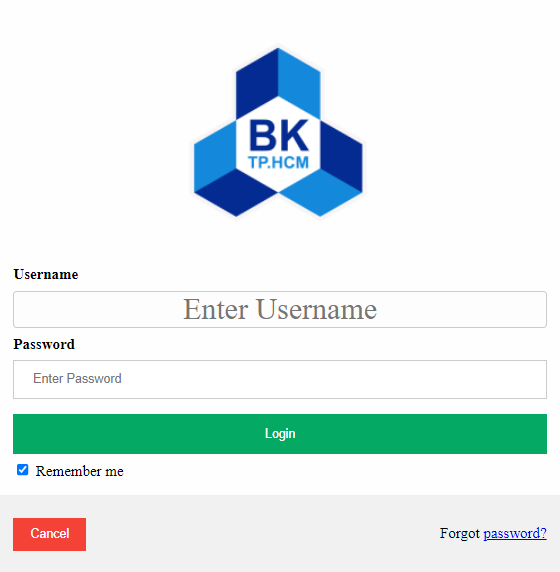 BK
TP.HCM
Username
Enter Username
Password
Enter Password
Login
Remember me
Cancel
Forgot password?